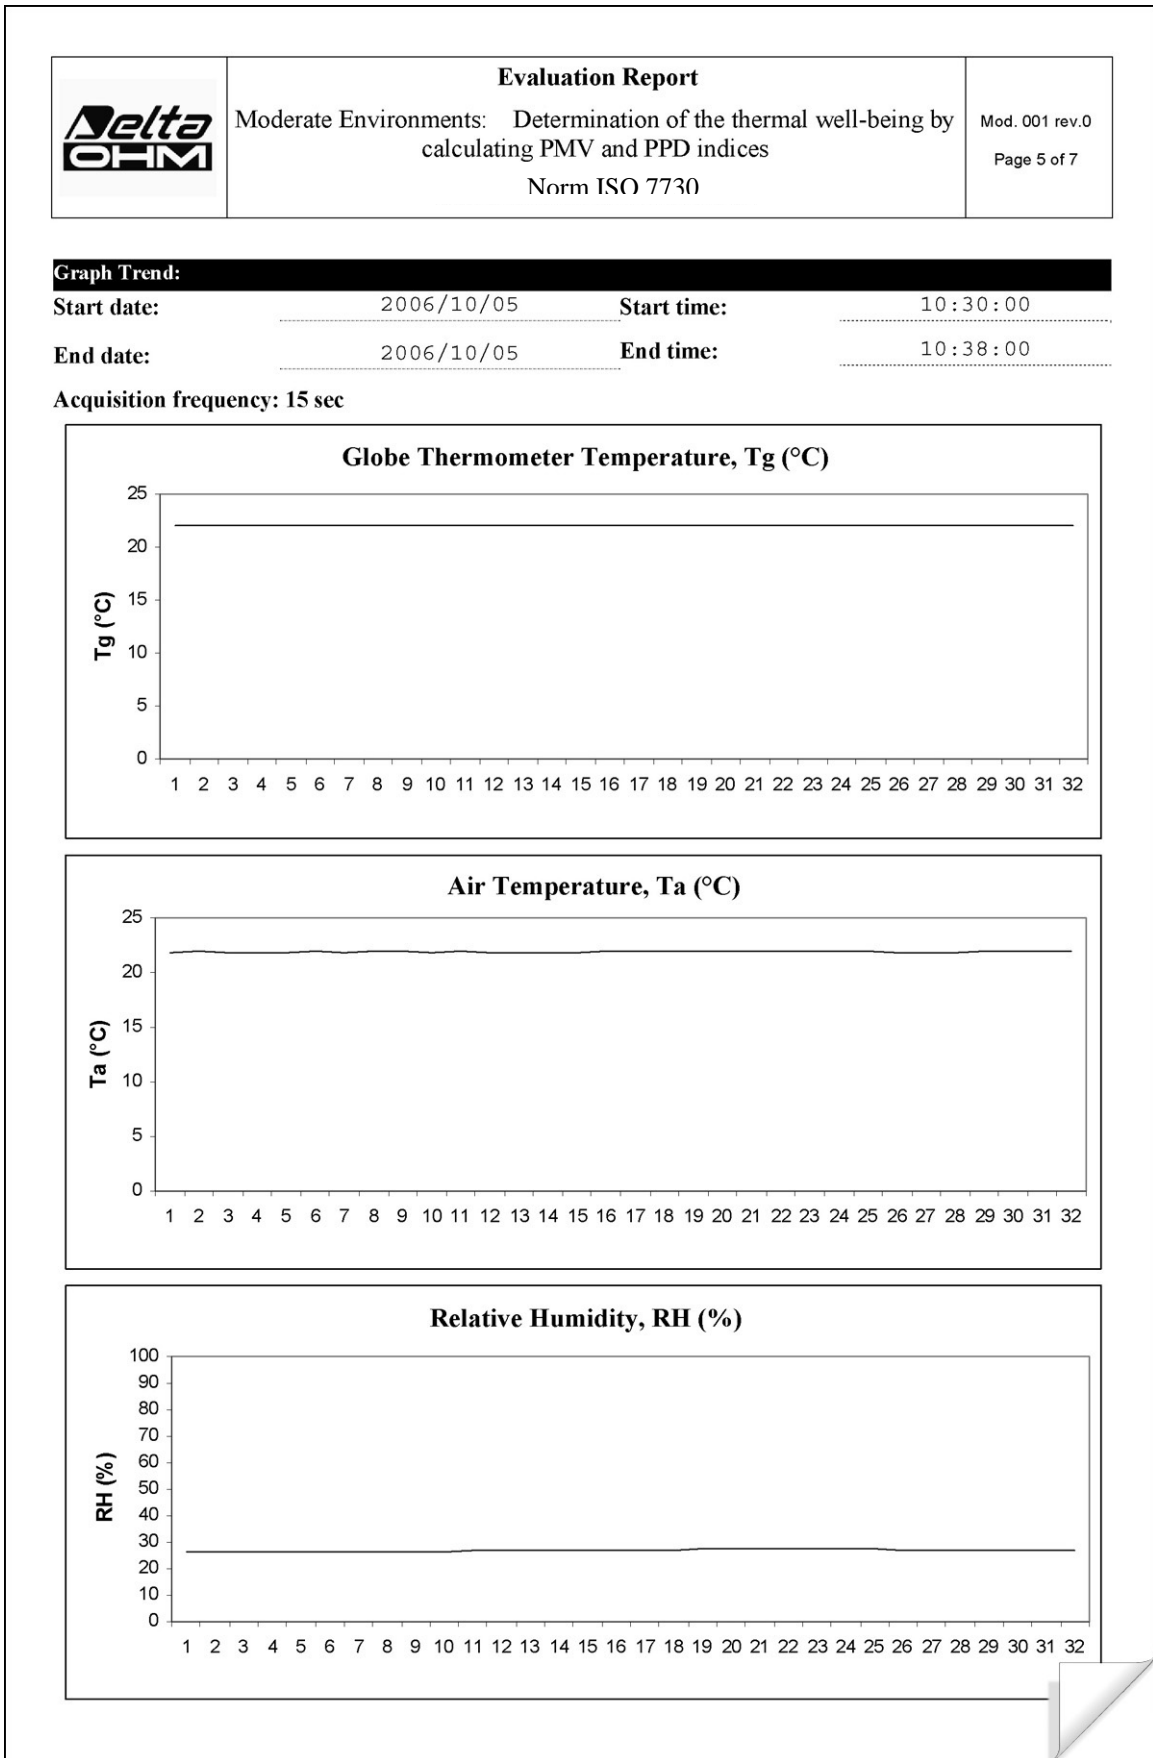 Delta
OHM
Evaluation Report
Moderate Environments: Determination of the thermal well-being by
calculating PMV and PPD indices
Norm ISO 7730
Mod. 001 rev.0
Page 5 of 7
Graph Trend:
Start date: 2006/10/05 Start time: 10:30:00
End date: 2006/10/05 End time: 10:38:00
Acquisition frequency: 15 sec
Globe Thermometer Temperature, Tg (°C)
Tg (°C)
25
20
15
10
5
0
1 2 3 4 5 6 7 8 9 10 11 12 13 14 15 16 17 18 19 20 21 22 23 24 25 26 27 28 29 30 31 32
Air Temperature, Ta (°C)
Ta (°C)
25
20
15
10
5
0
1 2 3 4 5 6 7 8 9 10 11 12 13 14 15 16 17 18 19 20 21 22 23 24 25 26 27 28 29 30 31 32
Relative Humidity, RH (%)
RH (%)
100
90
80
70
60
50
40
30
20
10
0
1 2 3 4 5 6 7 8 9 10 11 12 13 14 15 16 17 18 19 20 21 22 23 24 25 26 27 28 29 30 31 32